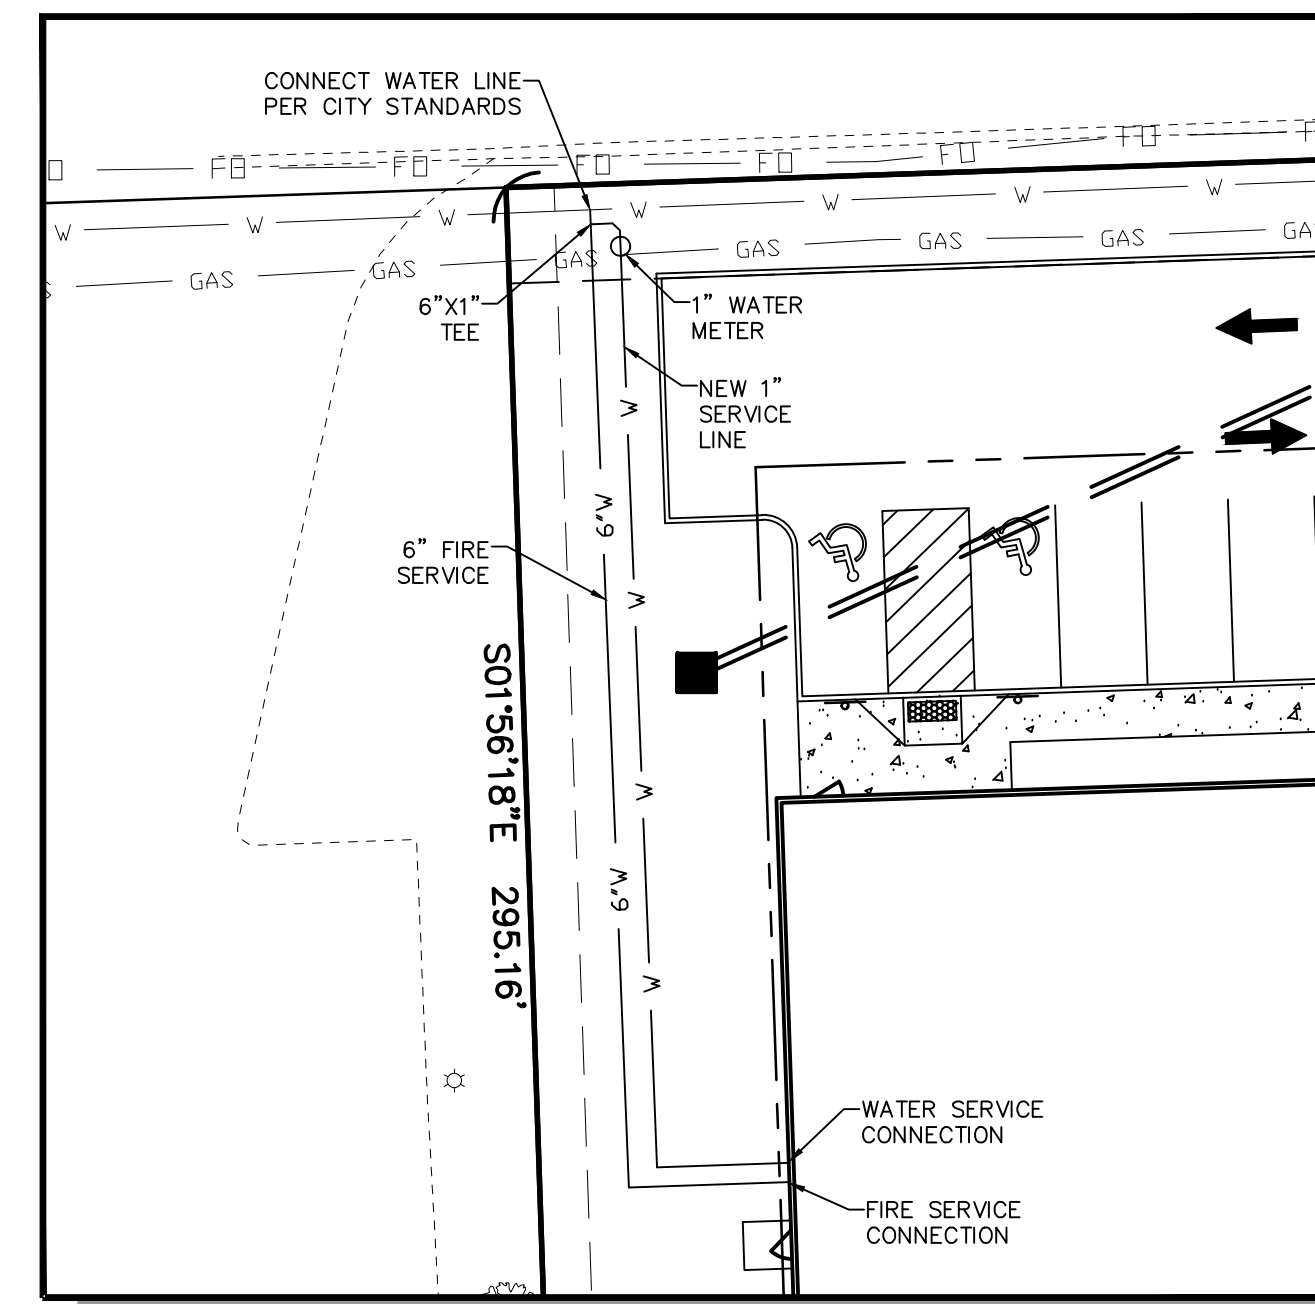 CONNECT WATER LINE
PER CITY STANDARDS
FO FO FO FO FO FO
W W W W W W W
GAS GAS GAS GAS GAS GAS
6"X1"
TEE
1" WATER
METER
NEW 1"
SERVICE
LINE
W
6"W
6" FIRE
SERVICE
W
S01°56'18"E 295.16'
W
6"W
W
WATER SERVICE
CONNECTION
FIRE SERVICE
CONNECTION